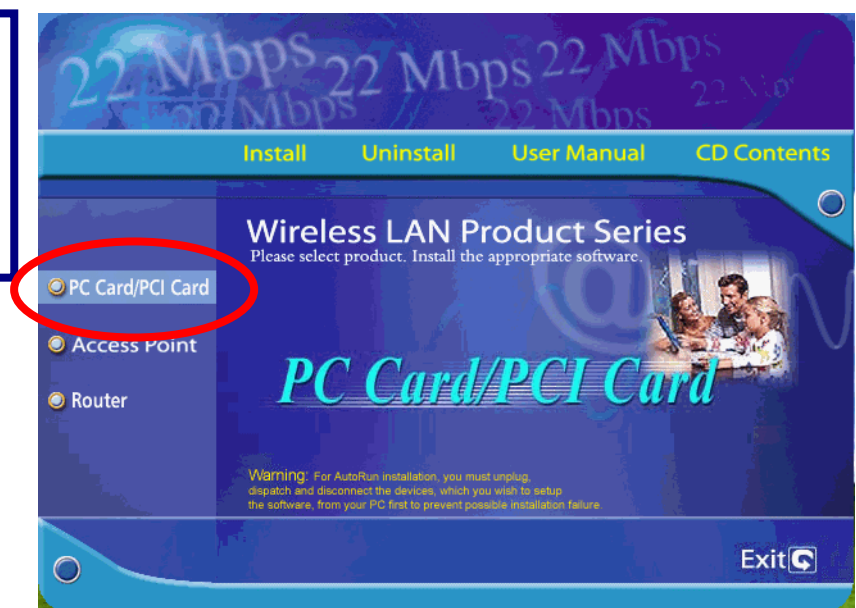 22 Mbps 22 Mbps 22 Mbps
22 Mbps 22 Mbps
Install Uninstall User Manual CD Contents
Wireless LAN Product Series
Please select product. Install the appropriate software.
PC Card/PCI Card
Access Point
Router
PC Card/PCI Card
Warning: For AutoRun installation, you must unplug,
dispatch and disconnect the devices, which you wish to setup
the software, from your PC first to prevent possible installation failure.
Exit